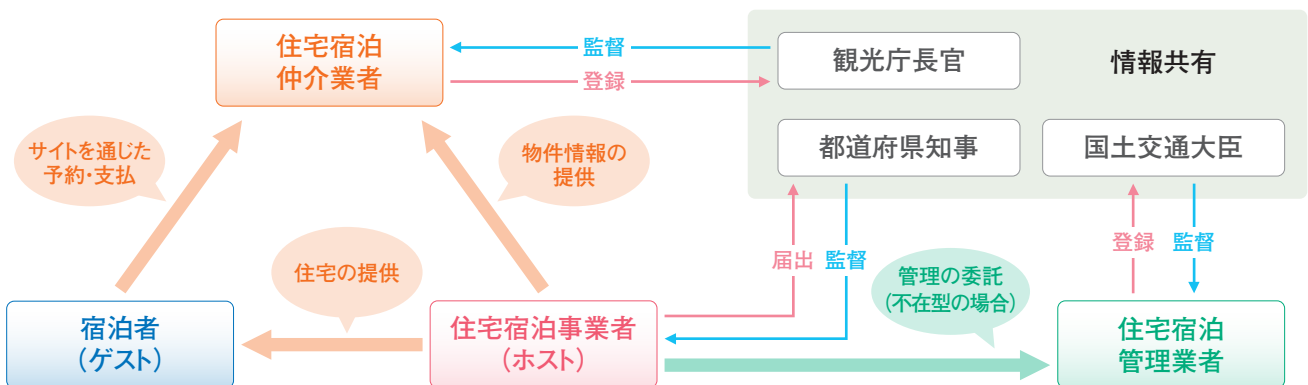 住宅宿泊
仲介業者
監督
登録
観光庁長官
情報共有
都道府県知事
国土交通大臣
サイトを通じた
予約・支払
物件情報の
提供
届出
監督
登録
監督
住宅の提供
管理の委託
(不在型の場合)
宿泊者
(ゲスト)
住宅宿泊事業者
(ホスト)
住宅宿泊
管理業者